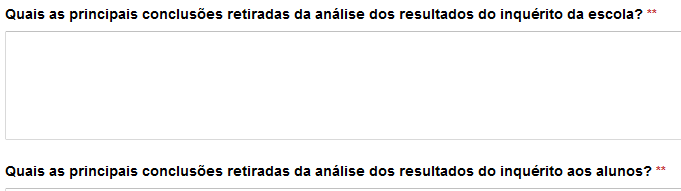 Quais as principais conclusões retiradas da análise dos resultados do inquérito da escola? **
Quais as principais conclusões retiradas da análise dos resultados do inquérito aos alunos? **